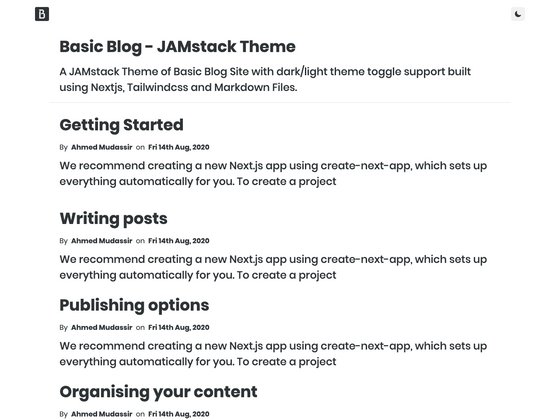 B
Basic Blog - JAMstack Theme
A JAMstack Theme of Basic Blog Site with dark/light theme toggle support built
using Nextjs, Tailwindcss and Markdown Files.
Getting Started
By Ahmed Mudassir on Fri 14th Aug, 2020
We recommend creating a new Next.js app using create-next-app, which sets up
everything automatically for you. To create a project
Writing posts
By Ahmed Mudassir on Fri 14th Aug, 2020
We recommend creating a new Next.js app using create-next-app, which sets up
everything automatically for you. To create a project
Publishing options
By Ahmed Mudassir on Fri 14th Aug, 2020
We recommend creating a new Next.js app using create-next-app, which sets up
everything automatically for you. To create a project
Organising your content
By Ahmed Mudassir on Fri 14th Aug, 2020